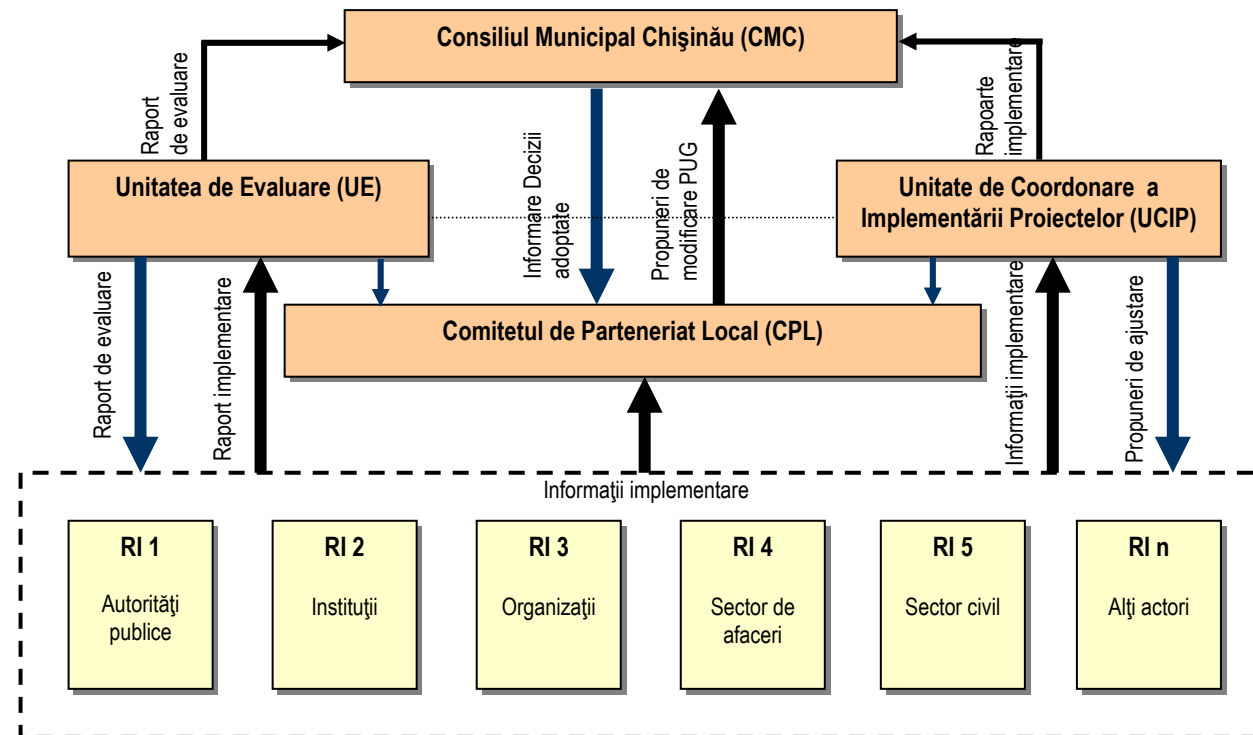 Consiliul Municipal Chişinău (CMC)
Raport
de evaluare
Rapoarte
implementare
Unitatea de Evaluare (UE)
Informare Decizii
adoptate
Propuneri de
modificare PUG
Unitate de Coordonare a
Implementării Proiectelor (UCIP)
Comitetul de Parteneriat Local (CPL)
Raport de evaluare
Raport implementare
Informaţii implementare
Propuneri de ajustare
Informaţii implementare
RI 1
Autorităţi
publice
RI 2
Instituţii
RI 3
Organizaţii
RI 4
Sector de
afaceri
RI 5
Sector civil
RI n
Alţi actori